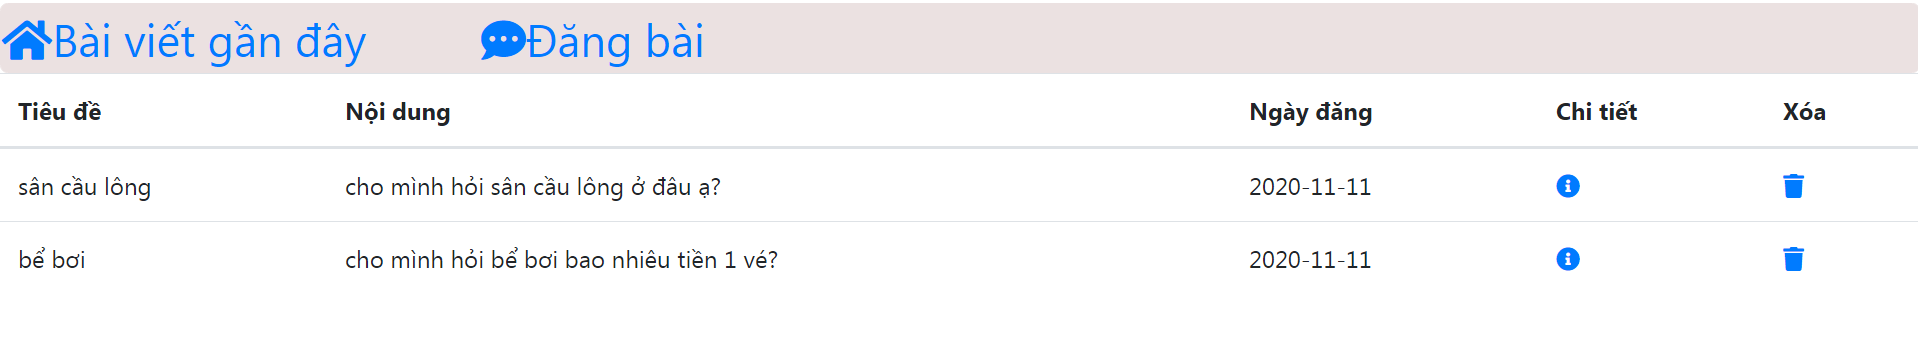 Bài viết gần đây Đăng bài
Tiêu đề Nội dung Ngày đăng Chi tiết Xóa
sân cầu lông cho mình hỏi sân cầu lông ở đâu ạ? 2020-11-11
bể bơi cho mình hỏi bể bơi bao nhiêu tiền 1 vé? 2020-11-11